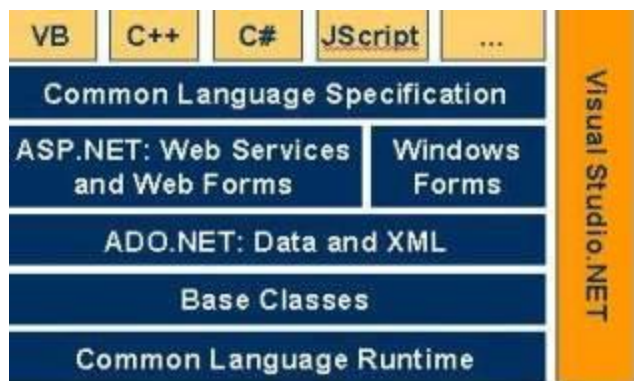 VB
C++
C#
JScript
...
Common Language Specification
ASP.NET: Web Services
and Web Forms
Windows
Forms
ADO.NET: Data and XML
Base Classes
Common Language Runtime
Visual Studio.NET